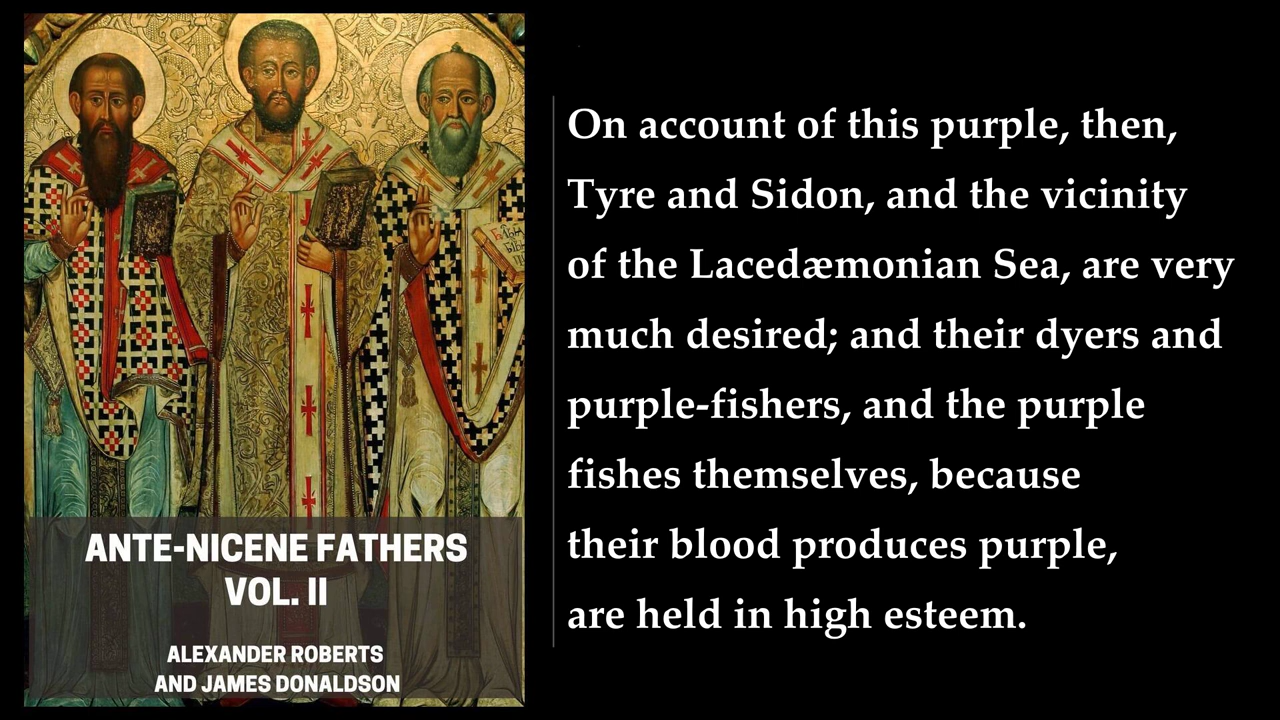 ANTE-NICENE FATHERS
VOL. II
ALEXANDER ROBERTS
AND JAMES DONALDSON
On account of this purple, then,
Tyre and Sidon, and the vicinity
of the Lacedæmonian Sea, are very
much desired; and their dyers and
purple-fishers, and the purple
fishes themselves, because
their blood produces purple,
are held in high esteem.